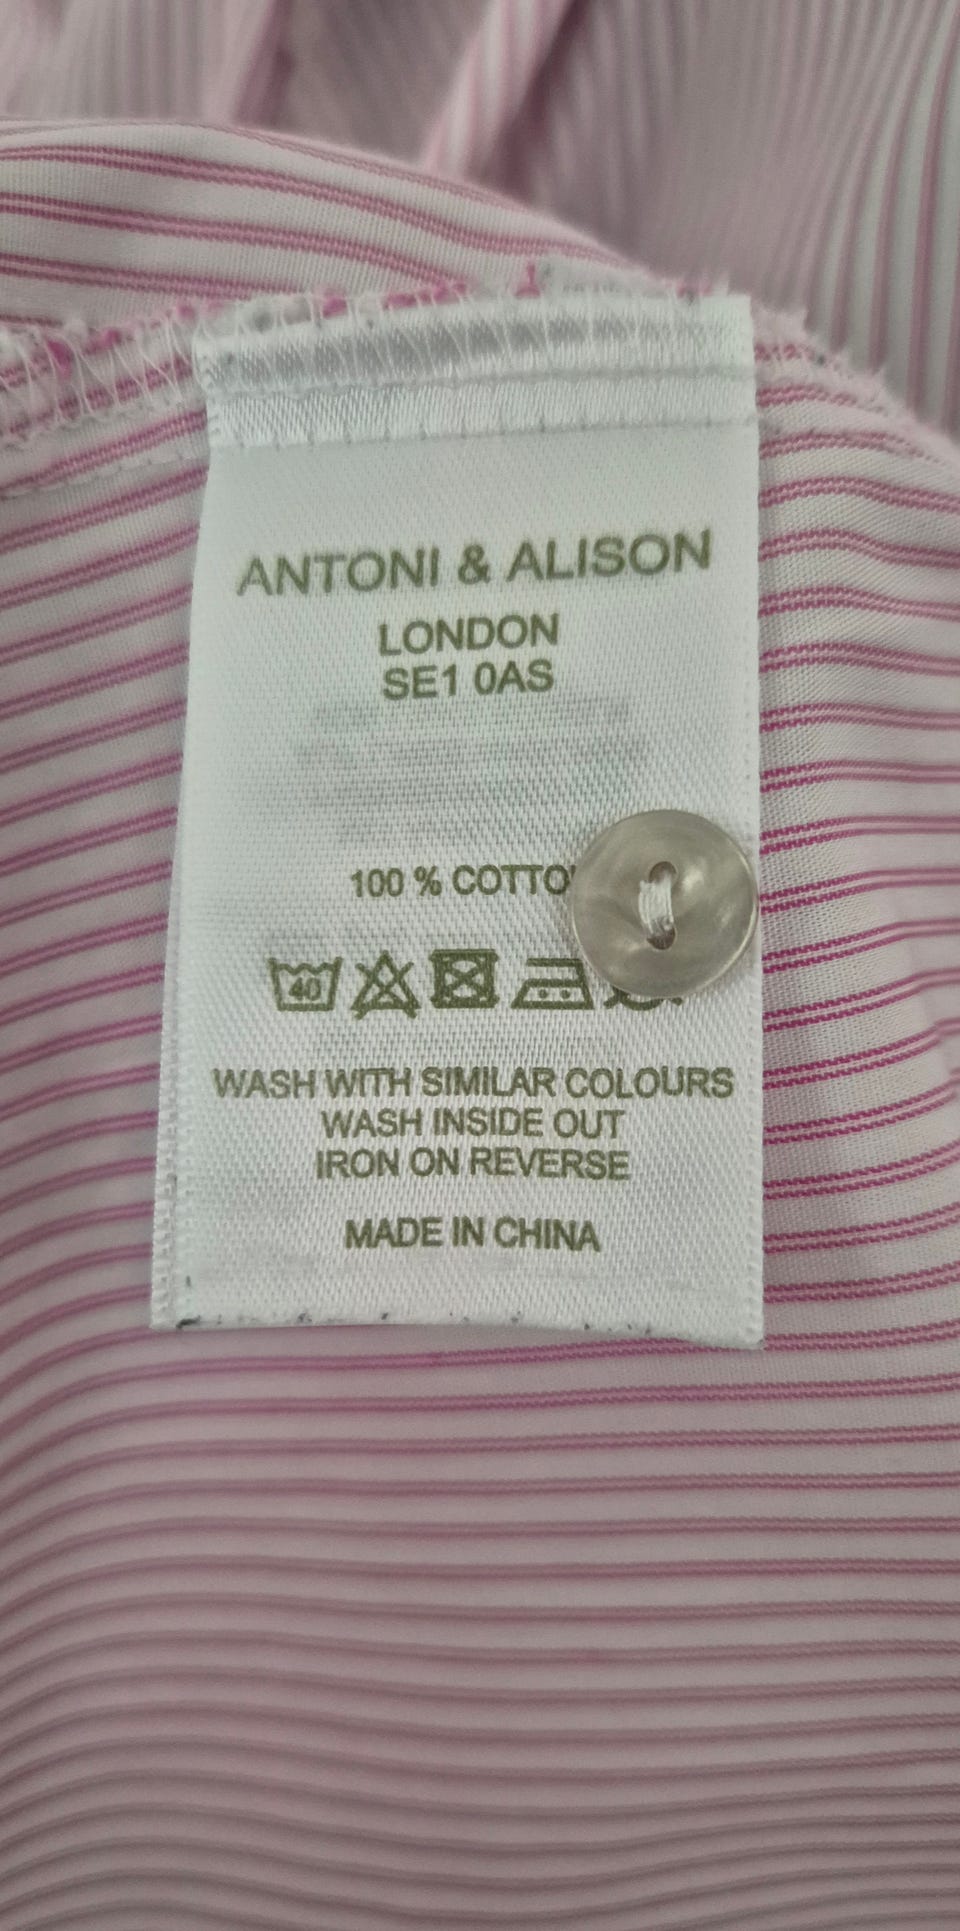 ANTONI & ALISON
LONDON
SE1 0AS
100 % COTTO
40
WASH WITH SIMILAR COLOURS
WASH INSIDE OUT
IRON ON REVERSE
MADE IN CHINA